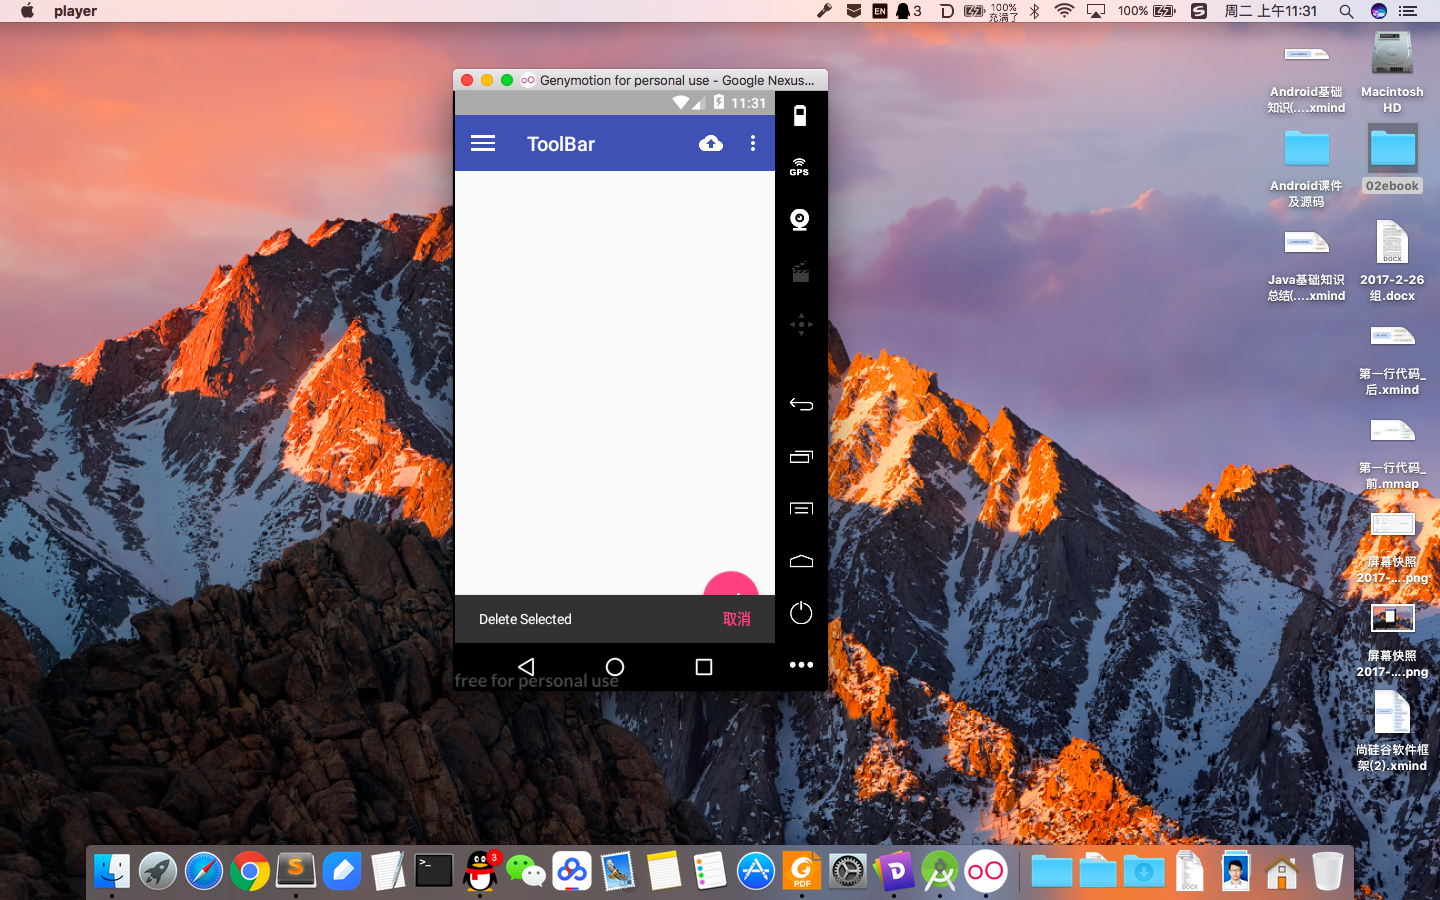 player
EN
3
100%
充满了
100%
周二 上午11:31
Genymotion for personal use - Google Nexus...
11:31
ToolBar
GPS
Delete Selected
取消
free for personal use
Android基础
知识(....xmind
Macintosh
HD
Android课件
及源码
02ebook
Java基础知识
总结(....xmind
DOCX
2017-2-26
组.docx
第一行代码_
后.xmind
第一行代码_
前.mmap
屏幕快照
2017-....png
屏幕快照
2017-....png
尚硅谷软件框
架(2).xmind
3
PDF
DOCX